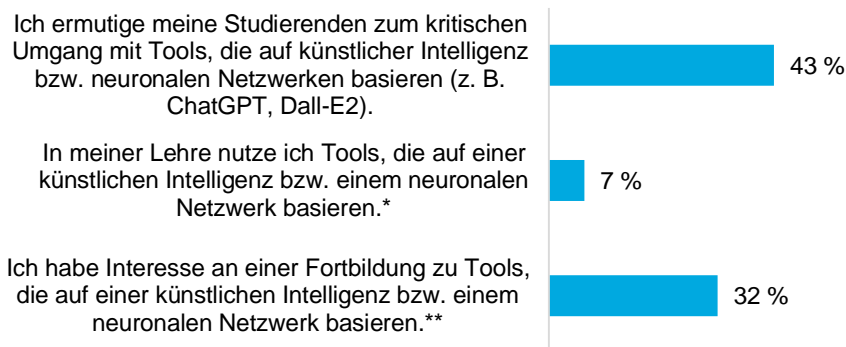 Ich ermutige meine Studierenden zum kritischen
Umgang mit Tools, die auf künstlicher Intelligenz
bzw. neuronalen Netzwerken basieren (z. B.
ChatGPT, Dall-E2).
43 %
In meiner Lehre nutze ich Tools, die auf einer
künstlichen Intelligenz bzw. einem neuronalen
Netzwerk basieren.*
7 %
Ich habe Interesse an einer Fortbildung zu Tools,
die auf einer künstlichen Intelligenz bzw. einem
neuronalen Netzwerk basieren.**
32 %